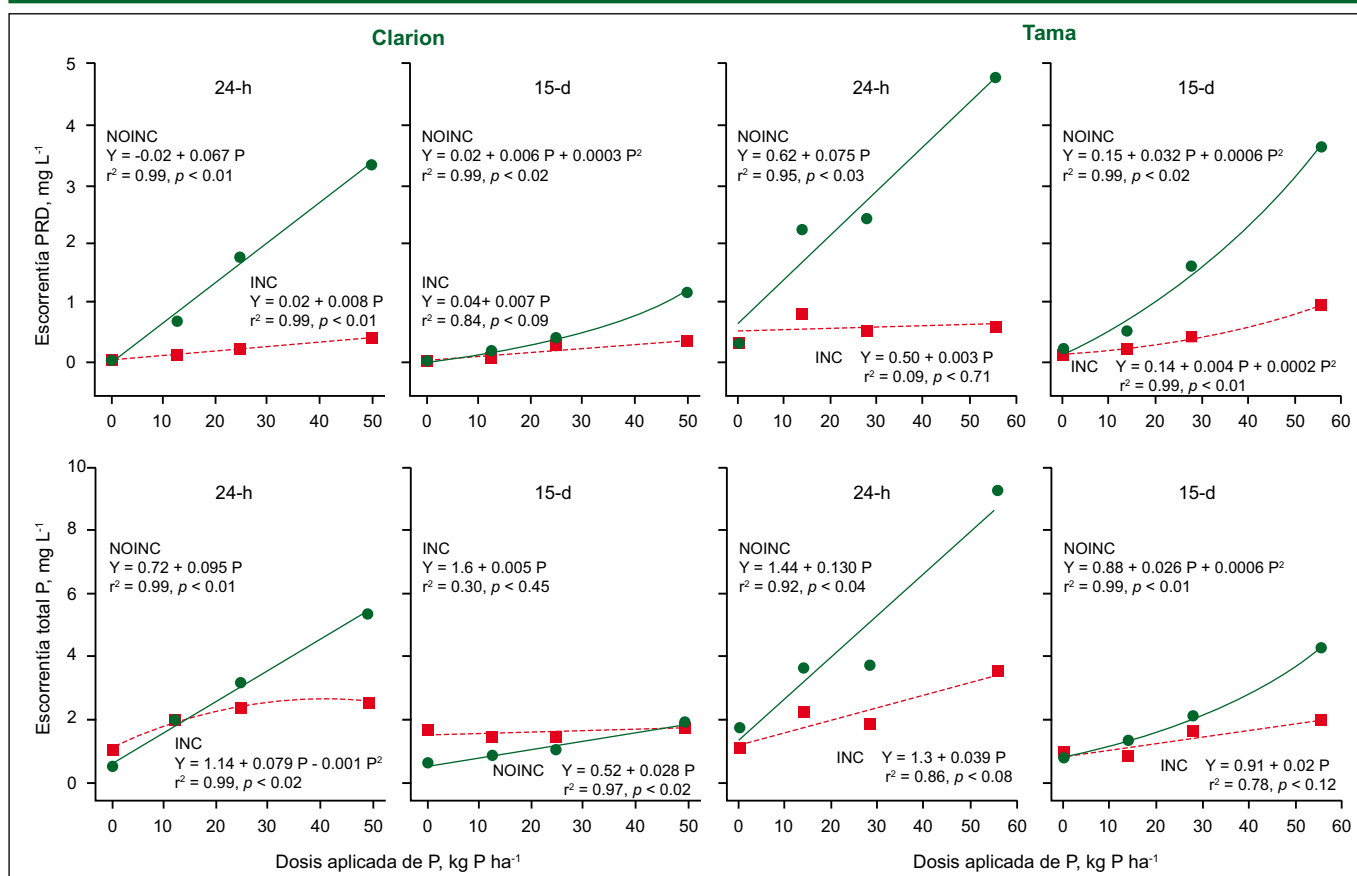 Clarion
Tama
Escorrentía PRD, mg L⁻¹
5
4
3
2
1
0
24-h
NOINC
Y = -0.02 + 0.067 P
r² = 0.99, p < 0.01
INC
Y = 0.02 + 0.008 P
r² = 0.99, p < 0.01
0 10 20 30 40 50
15-d
NOINC
Y = 0.02 + 0.006 P + 0.0003 P²
r² = 0.99, p < 0.02
INC
Y = 0.04+ 0.007 P
r² = 0.84, p < 0.09
0 10 20 30 40 50
24-h
NOINC
Y = 0.62 + 0.075 P
r² = 0.95, p < 0.03
INC Y = 0.50 + 0.003 P
r² = 0.09, p < 0.71
0 10 20 30 40 50 60
15-d
NOINC
Y = 0.15 + 0.032 P + 0.0006 P²
r² = 0.99, p < 0.02
INC Y = 0.14 + 0.004 P + 0.0002 P²
r² = 0.99, p < 0.01
0 10 20 30 40 50 60
Escorrentía total P, mg L⁻¹
10
8
6
4
2
0
24-h
NOINC
Y = 0.72 + 0.095 P
r² = 0.99, p < 0.01
INC
Y = 1.14 + 0.079 P - 0.001 P²
r² = 0.99, p < 0.02
0 10 20 30 40 50
15-d
INC
Y = 1.6 + 0.005 P
r² = 0.30, p < 0.45
NOINC Y = 0.52 + 0.028 P
r² = 0.97, p < 0.02
0 10 20 30 40 50
24-h
NOINC
Y = 1.44 + 0.130 P
r² = 0.92, p < 0.04
INC Y = 1.3 + 0.039 P
r² = 0.86, p < 0.08
0 10 20 30 40 50 60
15-d
NOINC
Y = 0.88 + 0.026 P + 0.0006 P²
r² = 0.99, p < 0.01
INC Y = 0.91 + 0.02 P
r² = 0.78, p < 0.12
0 10 20 30 40 50 60
Dosis aplicada de P, kg P ha⁻¹
Dosis aplicada de P, kg P ha⁻¹